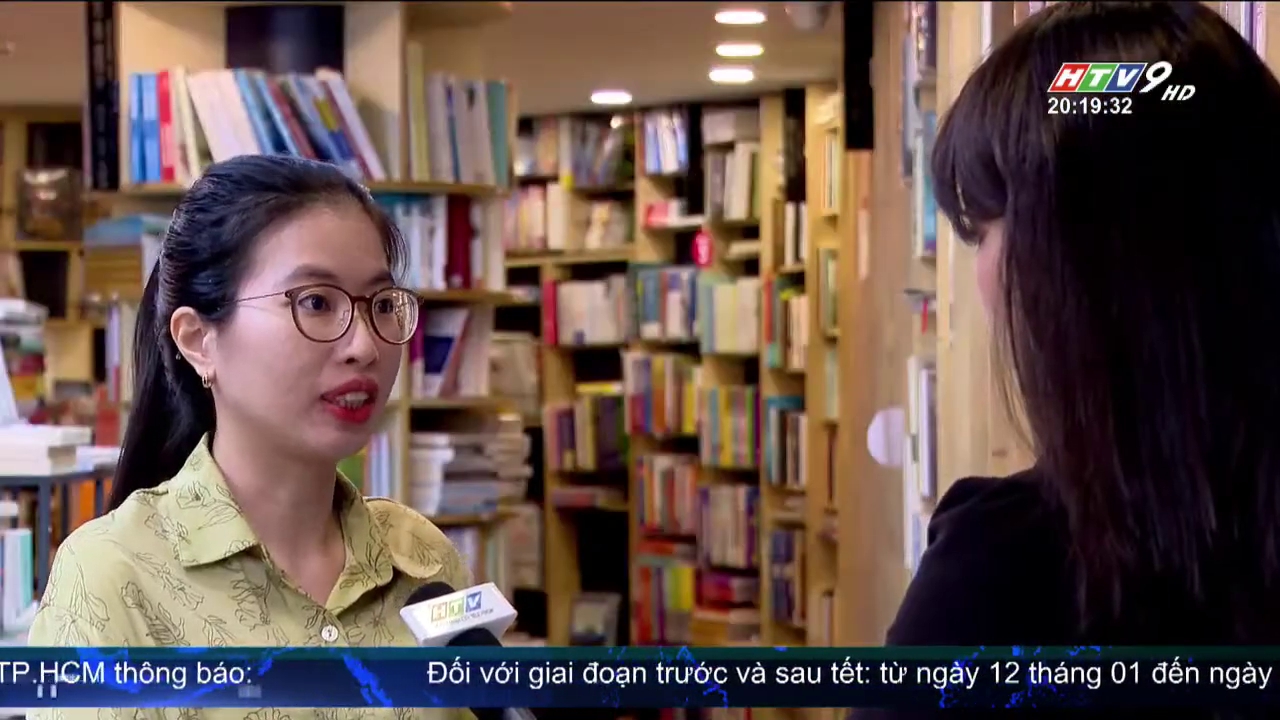 HTV9 HD
20:19:32
HTV
TP.HCM thông báo: Đối với giai đoạn trước và sau tết: từ ngày 12 tháng 01 đến ngày